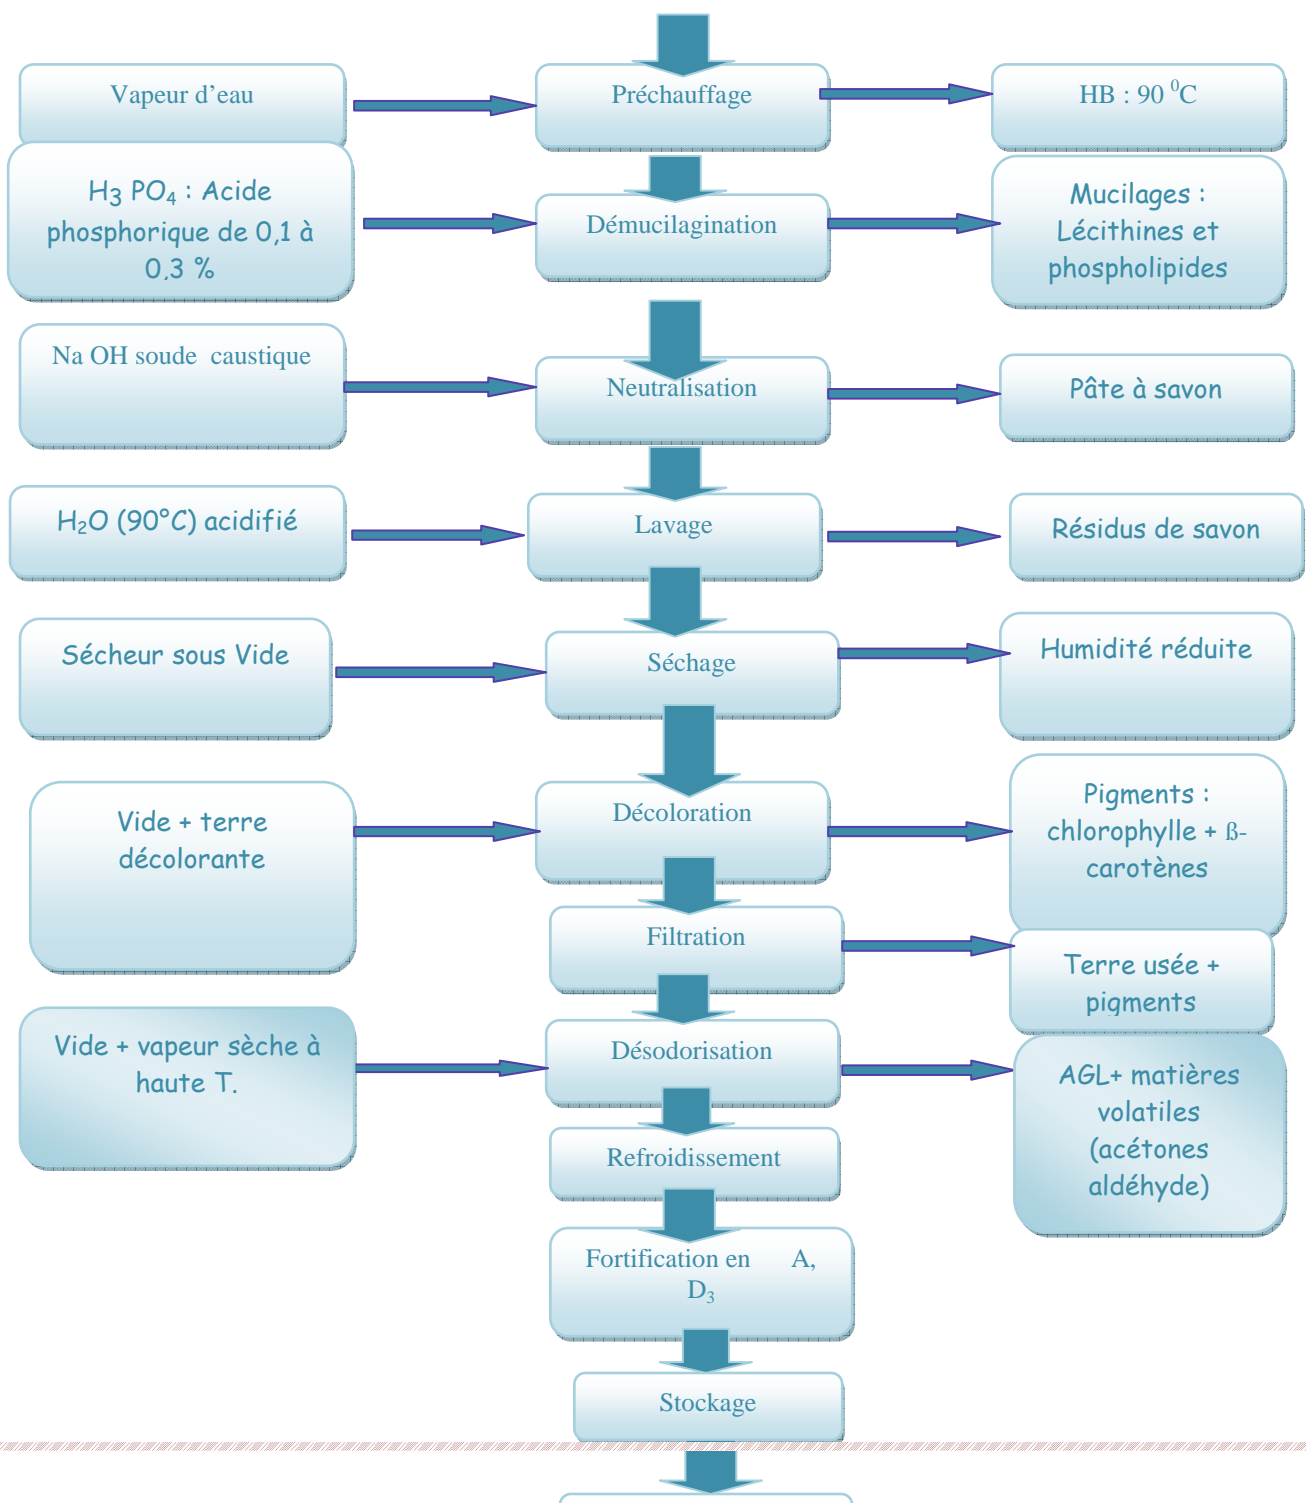 Vapeur d’eau
Préchauffage
HB : 90 ⁰C
H₃ PO₄ : Acide
phosphorique de 0,1 à
0,3 %
Démucilagination
Mucilages :
Lécithines et
phospholipides
Na OH soude caustique
Neutralisation
Pâte à savon
H₂O (90°C) acidifié
Lavage
Résidus de savon
Sécheur sous Vide
Séchage
Humidité réduite
Vide + terre
décolorante
Décoloration
Pigments :
chlorophylle + ß-
carotènes
Filtration
Terre usée +
pigments
Vide + vapeur sèche à
haute T.
Désodorisation
AGL+ matières
volatiles
(acétones
aldéhyde)
Refroidissement
Fortification en A,
D₃
Stockage